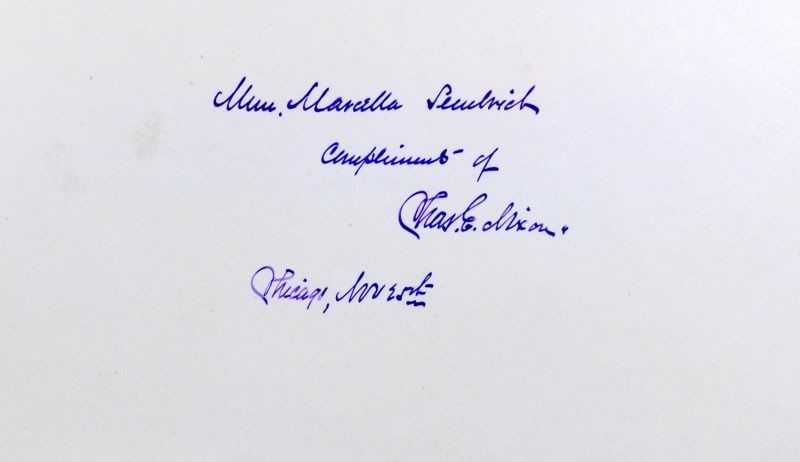 Mme. Marcella Sembrich
Compliments of
Chas. E. Nixon.
Chicago, Nov 25th